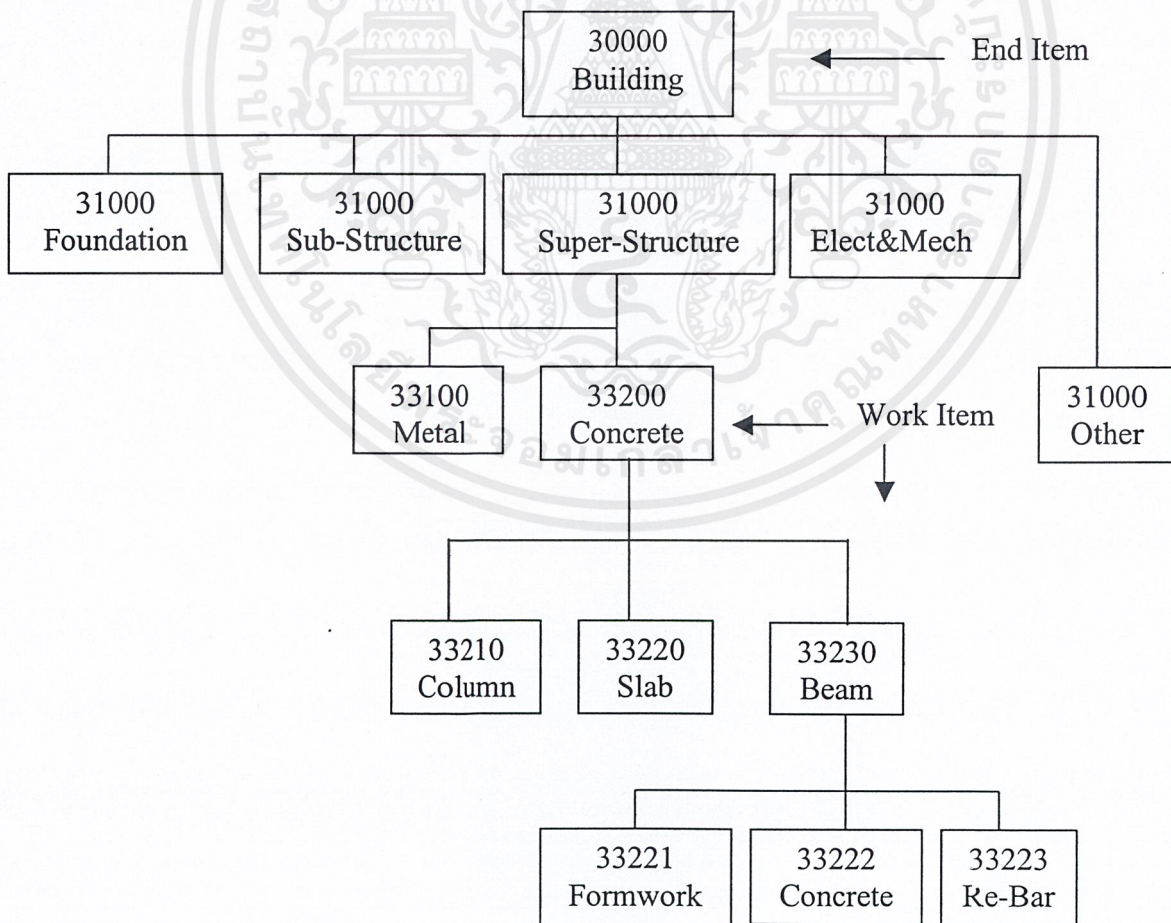 30000
Building
End Item
31000
Foundation
31000
Sub-Structure
31000
Super-Structure
31000
Elect&Mech
33100
Metal
33200
Concrete
Work Item
31000
Other
33210
Column
33220
Slab
33230
Beam
33221
Formwork
33222
Concrete
33223
Re-Bar